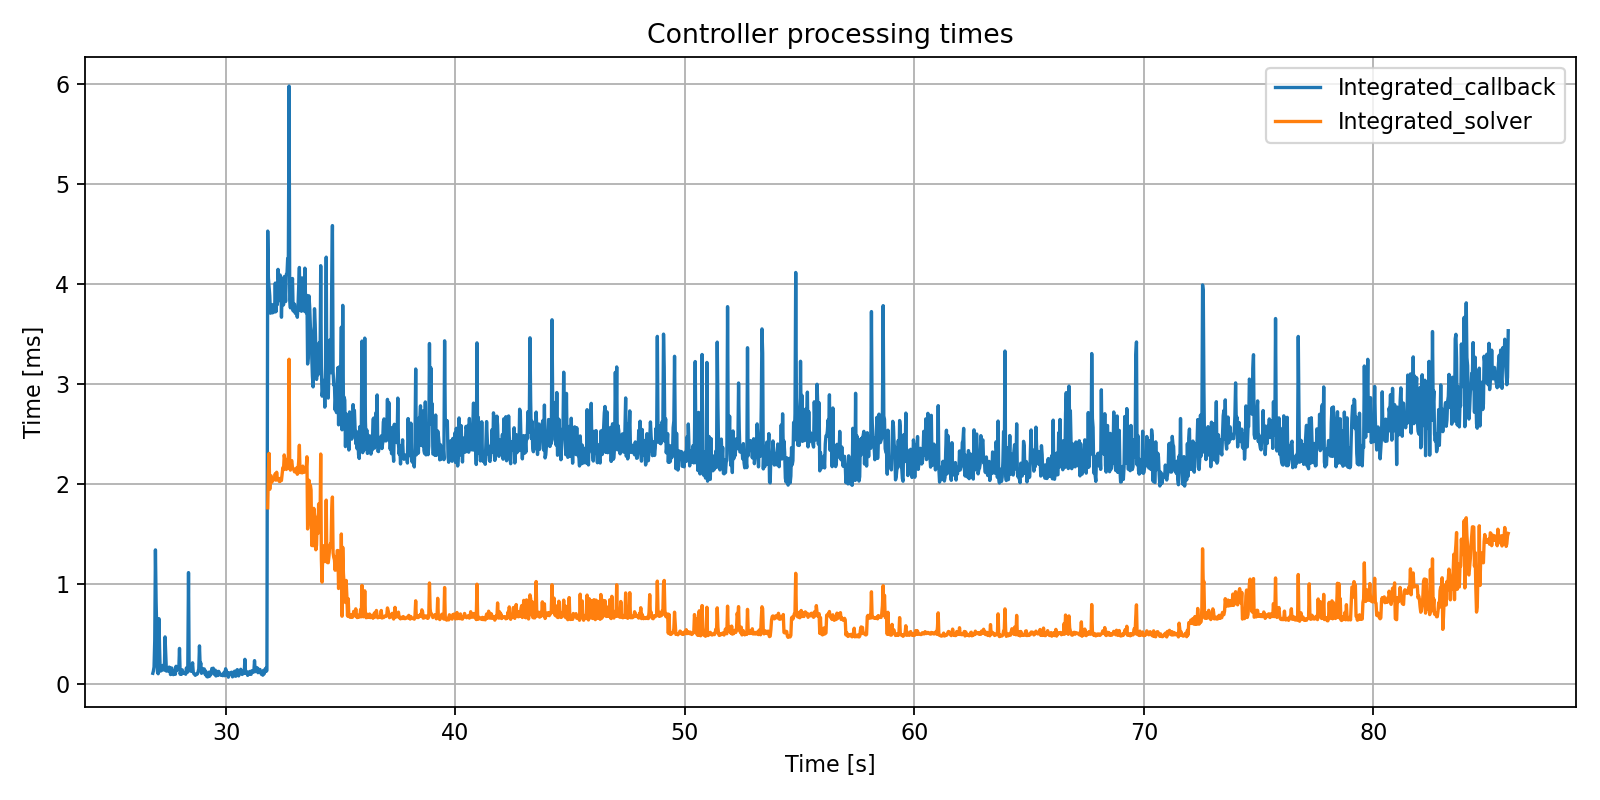 Controller processing times
Integrated_callback
Integrated_solver
Time [ms]
6
5
4
3
2
1
0
30 40 50 60 70 80
Time [s]